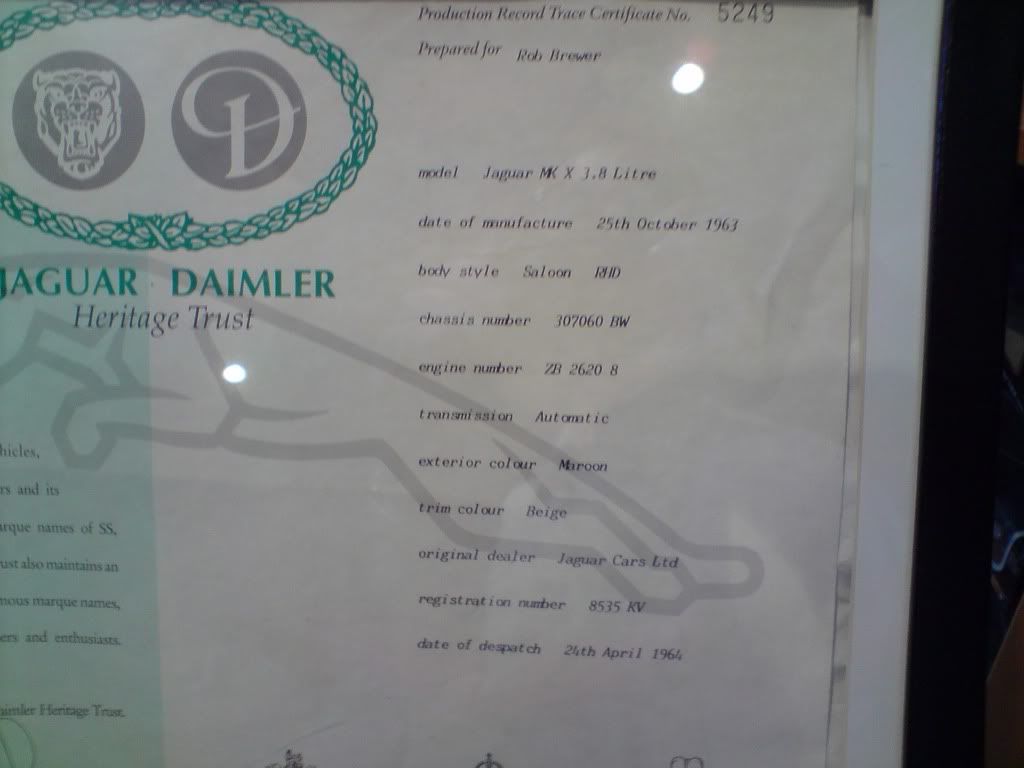 Production Record Trace Certificate No. 5249
Prepared for Rob Brewer
D
JAGUAR DAIMLER
Heritage Trust
model Jaguar MK X 3.8 Litre
date of manufacture 25th October 1963
body style Saloon RHD
chassis number 307060 BW
engine number ZB 2620 8
transmission Automatic
exterior colour Maroon
trim colour Beige
original dealer Jaguar Cars Ltd
registration number 8535 KV
date of despatch 24th April 1964
hicles,
rs and its
rque names of SS,
ust also maintains an
mous marque names,
ers and enthusiasts.
aimler Heritage Trust.